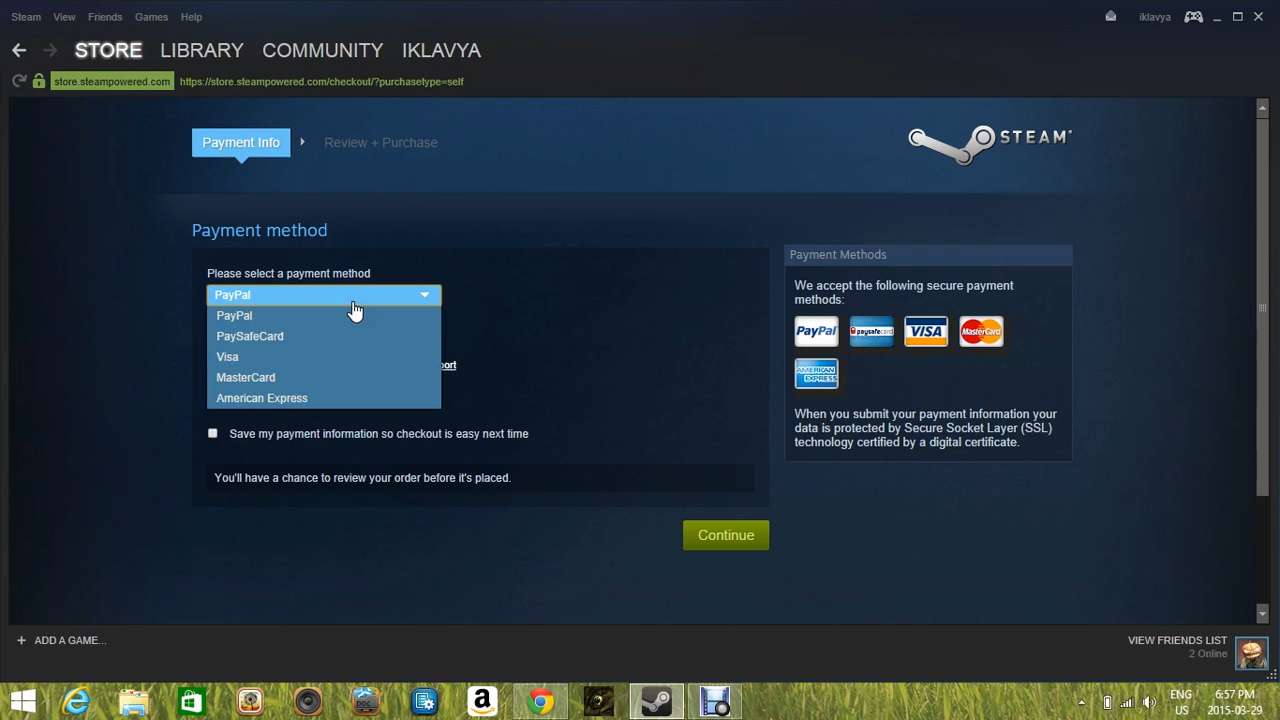 Steam View Friends Games Help
iklavya
STORE LIBRARY COMMUNITY IKLAVYA
store.steampowered.com https://store.steampowered.com/checkout/?purchasetype=self
Payment Info Review + Purchase
STEAM
Payment method
Please select a payment method
PayPal
PayPal
PaySafeCard
Visa
MasterCard
American Express
ort
Save my payment information so checkout is easy next time
You'll have a chance to review your order before it's placed.
Continue
Payment Methods
We accept the following secure payment
methods:
PayPal paysafecard VISA MasterCard
AMERICAN EXPRESS
When you submit your payment information your
data is protected by Secure Socket Layer (SSL)
technology certified by a digital certificate.
+ ADD A GAME...
VIEW FRIENDS LIST
2 Online
DOC
a
ENG
US
6:57 PM
2015-03-29